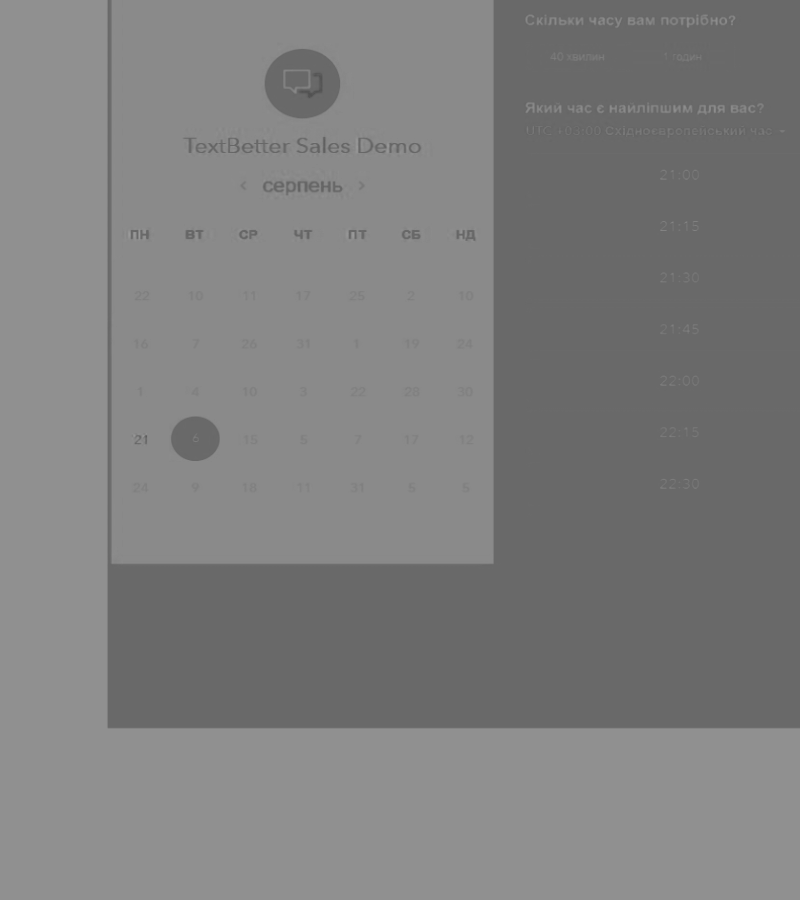 TextBetter Sales Demo
‹ серпень ›
ПН ВТ СР ЧТ ПТ СБ НД
22 10 11 17 25 2 10
16 7 26 31 1 19 24
1 4 10 3 22 28 30
21 6 15 5 7 17 12
24 9 18 11 31 6 5
Скільки часу вам потрібно?
40 хвилин 1 годин
Який час є найліпшим для вас?
UTC +03:00 Східноєвропейський час
21:00
21:15
21:30
21:45
22:00
22:15
22:30